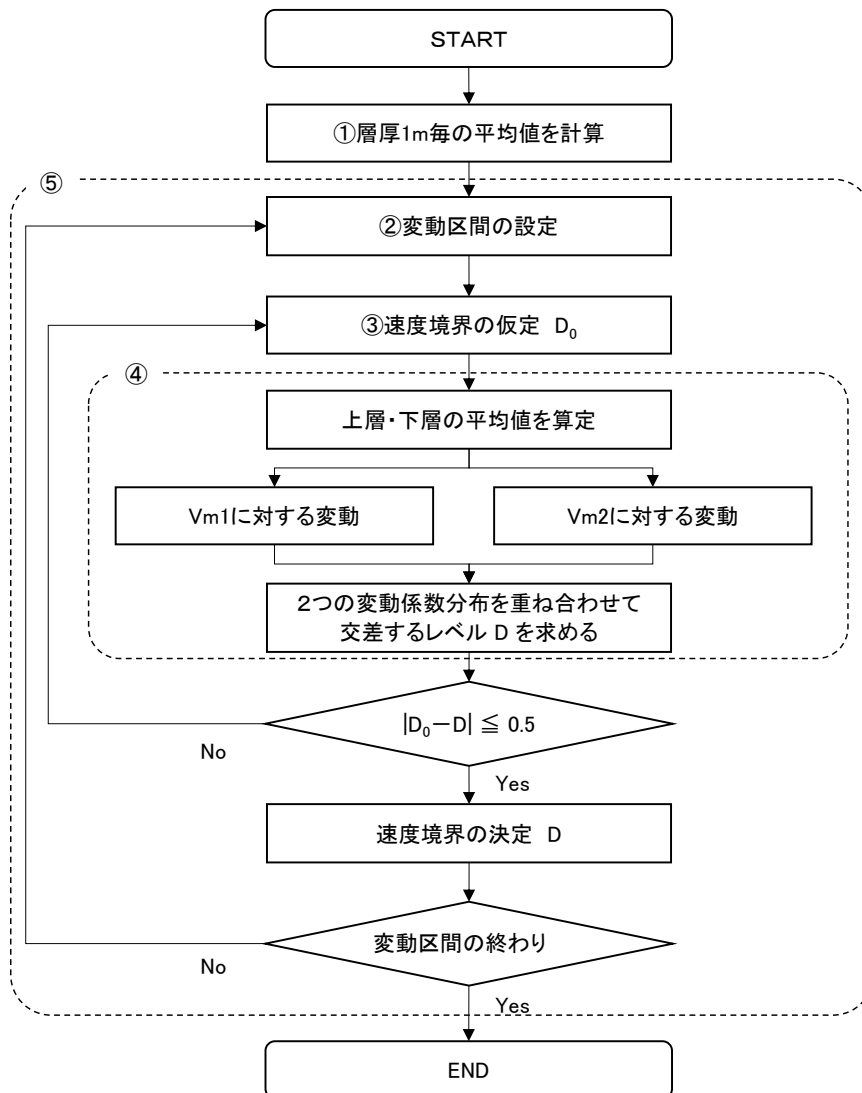 START
①層厚1m毎の平均値を計算
⑤
②変動区間の設定
③速度境界の仮定 D₀
④
上層・下層の平均値を算定
Vm1に対する変動
Vm2に対する変動
2つの変動係数分布を重ね合わせて
交差するレベル D を求める
|D₀－D| ≦ 0.5
No
Yes
速度境界の決定 D
変動区間の終わり
No
Yes
END